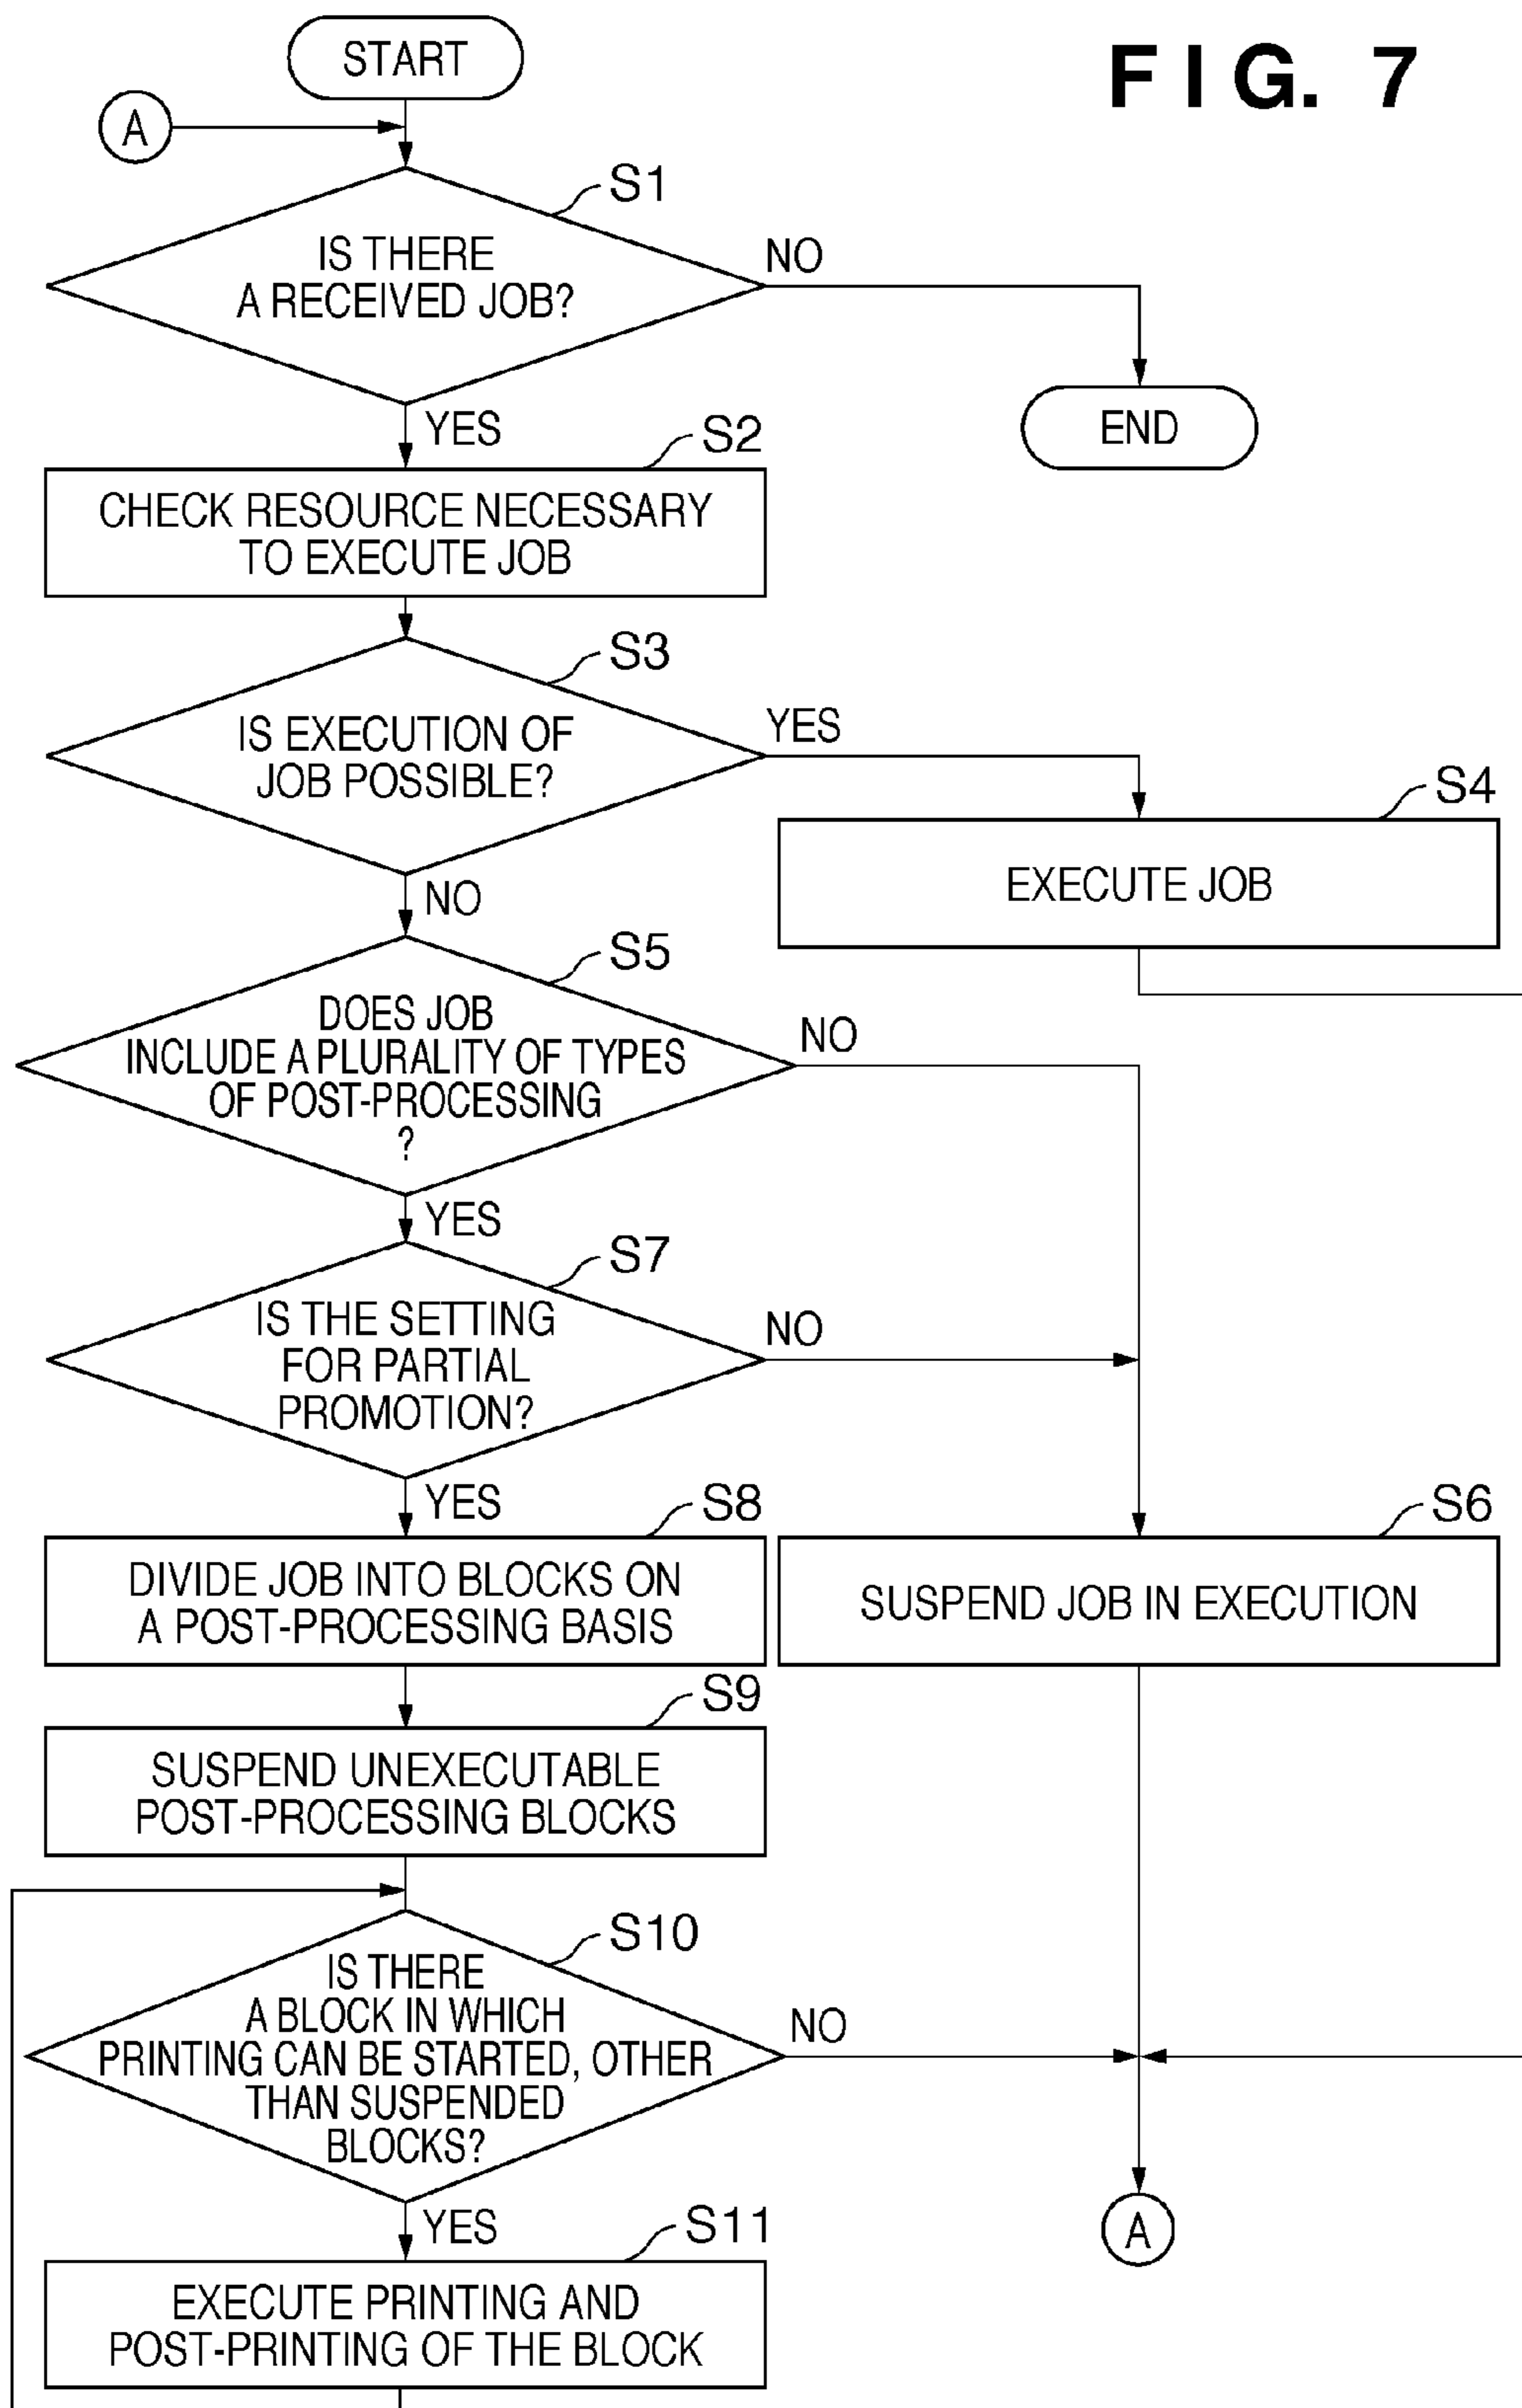 FIG. 7
START
A
S1
IS THERE
A RECEIVED JOB?
NO
END
YES
S2
CHECK RESOURCE NECESSARY
TO EXECUTE JOB
S3
IS EXECUTION OF
JOB POSSIBLE?
YES
S4
EXECUTE JOB
NO
S5
DOES JOB
INCLUDE A PLURALITY OF TYPES
OF POST-PROCESSING
?
NO
YES
S7
IS THE SETTING
FOR PARTIAL
PROMOTION?
NO
YES
S8
DIVIDE JOB INTO BLOCKS ON
A POST-PROCESSING BASIS
S6
SUSPEND JOB IN EXECUTION
S9
SUSPEND UNEXECUTABLE
POST-PROCESSING BLOCKS
S10
IS THERE
A BLOCK IN WHICH
PRINTING CAN BE STARTED, OTHER
THAN SUSPENDED
BLOCKS?
NO
YES
A
S11
EXECUTE PRINTING AND
POST-PRINTING OF THE BLOCK